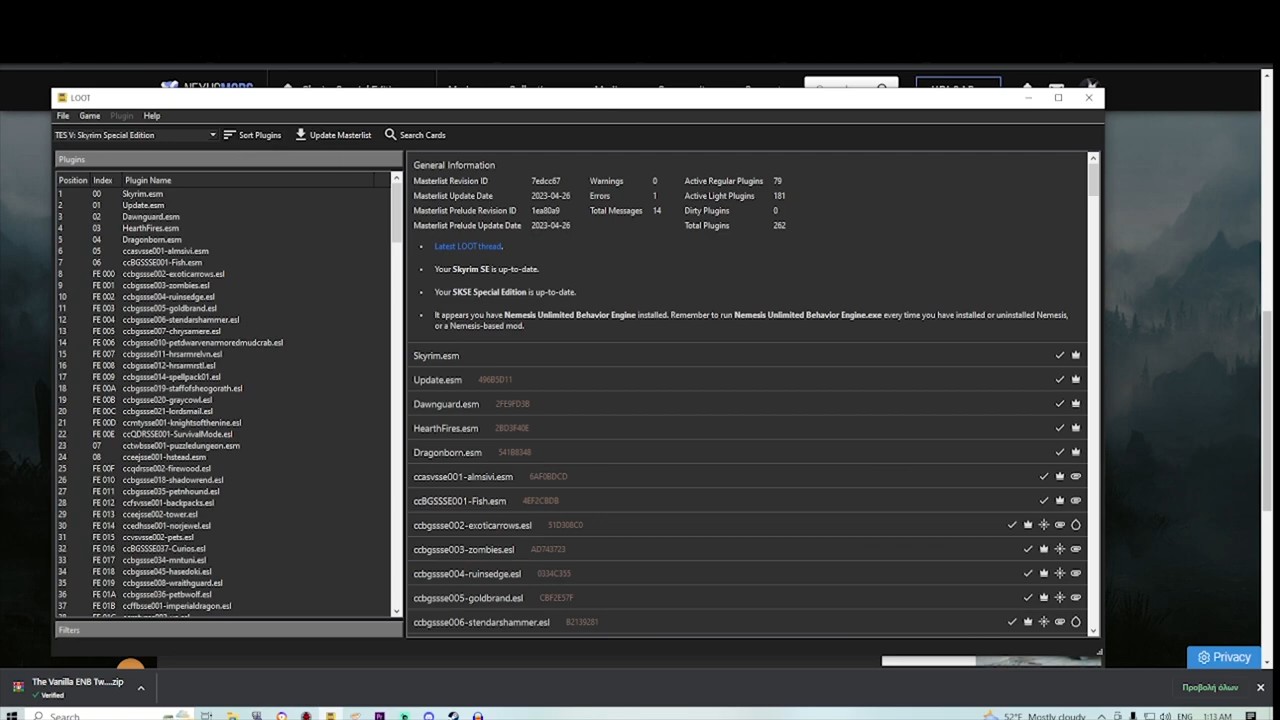 LOOT
File Game Plugin Help
TES V: Skyrim Special Edition Sort Plugins Update Masterlist Search Cards
Plugins
Position Index Plugin Name
1 00 Skyrim.esm
2 01 Update.esm
3 02 Dawnguard.esm
4 03 HearthFires.esm
5 04 Dragonborn.esm
6 05 ccasvsse001-almsivi.esm
7 06 ccBGSSSE001-Fish.esm
8 FE 000 ccbgssse002-exoticarrows.esl
9 FE 001 ccbgssse003-zombies.esl
10 FE 002 ccbgssse004-ruinsedge.esl
11 FE 003 ccbgssse005-goldbrand.esl
12 FE 004 ccbgssse006-stendarshammer.esl
13 FE 005 ccbgssse007-chrysamere.esl
14 FE 006 ccbgssse010-petdwarvenarmoredmudcrab.esl
15 FE 007 ccbgssse011-hrsarmrelvn.esl
16 FE 008 ccbgssse012-hrsarmrstl.esl
17 FE 009 ccbgssse014-spellpack01.esl
18 FE 00A ccbgssse019-staffofsheogorath.esl
19 FE 00B ccbgssse020-graycowl.esl
20 FE 00C ccbgssse021-lordsmail.esl
21 FE 00D ccmtysse001-knightsofthenine.esl
22 FE 00E ccQDRSSE001-SurvivalMode.esl
23 07 cctwbsse001-puzzledungeon.esm
24 08 cceejsse001-hstead.esm
25 FE 00F ccqdrsse002-firewood.esl
26 FE 010 ccbgssse018-shadowrend.esl
27 FE 011 ccbgssse035-petnhound.esl
28 FE 012 ccfsvsse001-backpacks.esl
29 FE 013 cceejsse002-tower.esl
30 FE 014 ccedhsse001-norjewel.esl
31 FE 015 ccvsvsse002-pets.esl
32 FE 016 ccBGSSSE037-Curios.esl
33 FE 017 ccbgssse034-mntuni.esl
34 FE 018 ccbgssse045-hasedoki.esl
35 FE 019 ccbgssse008-wraithguard.esl
36 FE 01A ccbgssse036-petbwolf.esl
37 FE 01B ccffbsse001-imperialdragon.esl
Filters
General Information
Masterlist Revision ID 7edcc67 Warnings 0 Active Regular Plugins 79
Masterlist Update Date 2023-04-26 Errors 1 Active Light Plugins 181
Masterlist Prelude Revision ID 1ea80a9 Total Messages 14 Dirty Plugins 0
Masterlist Prelude Update Date 2023-04-26 Total Plugins 262
• Latest LOOT thread.
• Your Skyrim SE is up-to-date.
• Your SKSE Special Edition is up-to-date.
• It appears you have Nemesis Unlimited Behavior Engine installed. Remember to run Nemesis Unlimited Behavior Engine.exe every time you have installed or uninstalled Nemesis,
or a Nemesis-based mod.
Skyrim.esm
Update.esm 496B5D11
Dawnguard.esm 2FE9FD3B
HearthFires.esm 2BD3F40E
Dragonborn.esm 541B8348
ccasvsse001-almsivi.esm 6AF0BDCD
ccBGSSSE001-Fish.esm 4EF2CBDB
ccbgssse002-exoticarrows.esl 51D308C0
ccbgssse003-zombies.esl AD743723
ccbgssse004-ruinsedge.esl 0334C355
ccbgssse005-goldbrand.esl CBF2E57F
ccbgssse006-stendarshammer.esl B2139281
Privacy
The Vanilla ENB Tw....zip
Verified
Προβολή όλων
Search 52°F Mostly cloudy ENG 1:13 AM